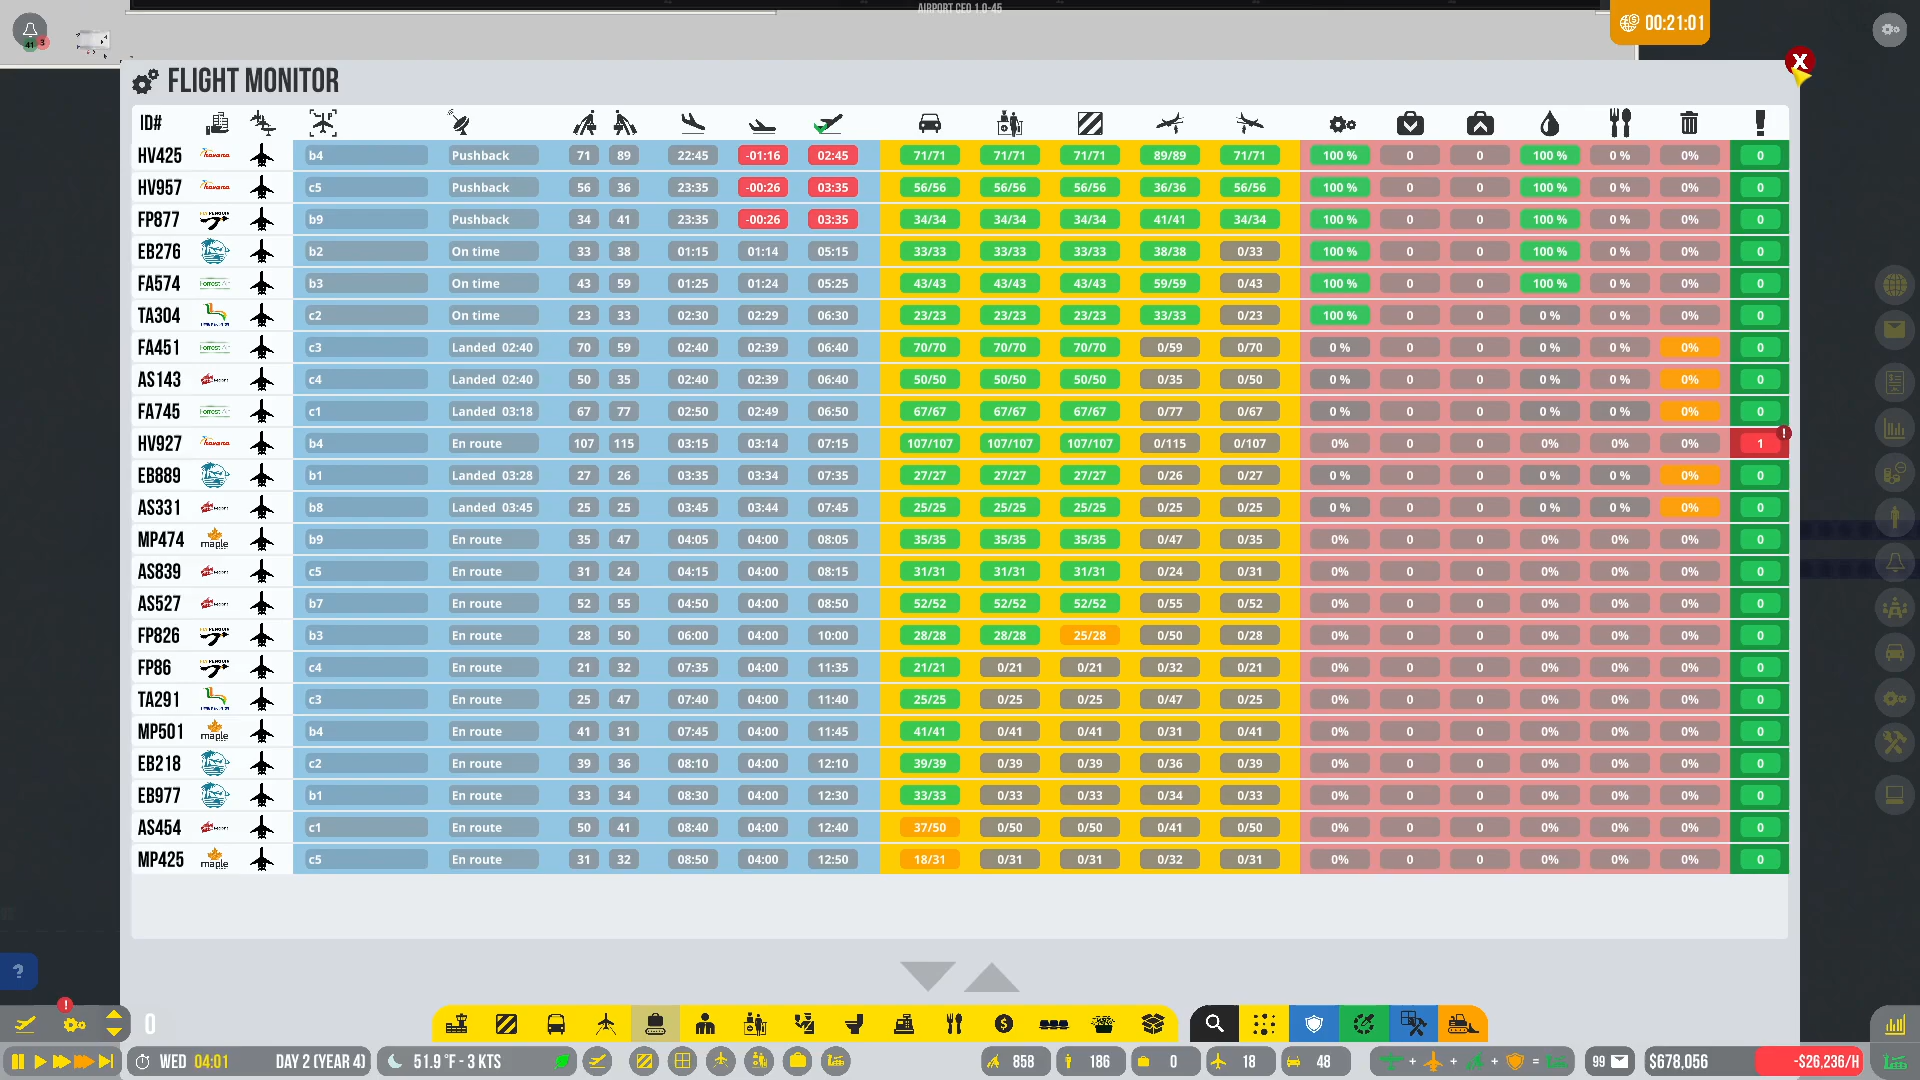 AIRPORT CEO 1.0-45
00:21:01
41 3
X
FLIGHT MONITOR
ID#
HV425 havana b4 Pushback 71 89 22:45 -01:16 02:45 71/71 71/71 71/71 89/89 71/71 100 % 0 0 100 % 0 % 0% 0
HV957 havana c5 Pushback 56 36 23:35 -00:26 03:35 56/56 56/56 56/56 36/36 56/56 100 % 0 0 100 % 0 % 0% 0
FP877 b9 Pushback 34 41 23:35 -00:26 03:35 34/34 34/34 34/34 41/41 34/34 100 % 0 0 100 % 0 % 0% 0
EB276 b2 On time 33 38 01:15 01:14 05:15 33/33 33/33 33/33 38/38 0/33 100 % 0 0 100 % 0 % 0% 0
FA574 Forrest Air b3 On time 43 59 01:25 01:24 05:25 43/43 43/43 43/43 59/59 0/43 100 % 0 0 100 % 0 % 0% 0
TA304 c2 On time 23 33 02:30 02:29 06:30 23/23 23/23 23/23 33/33 0/23 100 % 0 0 0 % 0 % 0% 0
FA451 Forrest Air c3 Landed 02:40 70 59 02:40 02:39 06:40 70/70 70/70 70/70 0/59 0/70 0 % 0 0 0 % 0 % 0% 0
AS143 c4 Landed 02:40 50 35 02:40 02:39 06:40 50/50 50/50 50/50 0/35 0/50 0 % 0 0 0 % 0 % 0% 0
FA745 Forrest Air c1 Landed 03:18 67 77 02:50 02:49 06:50 67/67 67/67 67/67 0/77 0/67 0 % 0 0 0 % 0 % 0% 0
HV927 havana b4 En route 107 115 03:15 03:14 07:15 107/107 107/107 107/107 0/115 0/107 0% 0 0 0% 0% 0% 1 !
EB889 b1 Landed 03:28 27 26 03:35 03:34 07:35 27/27 27/27 27/27 0/26 0/27 0 % 0 0 0 % 0 % 0% 0
AS331 b8 Landed 03:45 25 25 03:45 03:44 07:45 25/25 25/25 25/25 0/25 0/25 0 % 0 0 0 % 0 % 0% 0
MP474 maple b9 En route 35 47 04:05 04:00 08:05 35/35 35/35 35/35 0/47 0/35 0% 0 0 0% 0% 0% 0
AS839 c5 En route 31 24 04:15 04:00 08:15 31/31 31/31 31/31 0/24 0/31 0% 0 0 0% 0% 0% 0
AS527 b7 En route 52 55 04:50 04:00 08:50 52/52 52/52 52/52 0/55 0/52 0% 0 0 0% 0% 0% 0
FP826 b3 En route 28 50 06:00 04:00 10:00 28/28 28/28 25/28 0/50 0/28 0% 0 0 0% 0% 0% 0
FP86 c4 En route 21 32 07:35 04:00 11:35 21/21 0/21 0/21 0/32 0/21 0% 0 0 0% 0% 0% 0
TA291 c3 En route 25 47 07:40 04:00 11:40 25/25 0/25 0/25 0/47 0/25 0% 0 0 0% 0% 0% 0
MP501 maple b4 En route 41 31 07:45 04:00 11:45 41/41 0/41 0/41 0/31 0/41 0% 0 0 0% 0% 0% 0
EB218 c2 En route 39 36 08:10 04:00 12:10 39/39 0/39 0/39 0/36 0/39 0% 0 0 0% 0% 0% 0
EB977 b1 En route 33 34 08:30 04:00 12:30 33/33 0/33 0/33 0/34 0/33 0% 0 0 0% 0% 0% 0
AS454 c1 En route 50 41 08:40 04:00 12:40 37/50 0/50 0/50 0/41 0/50 0% 0 0 0% 0% 0% 0
MP425 maple c5 En route 31 32 08:50 04:00 12:50 18/31 0/31 0/31 0/32 0/31 0% 0 0 0% 0% 0% 0
?
! 0
WED 04:01 DAY 2 (YEAR 4) 51.9 °F - 3 KTS 858 186 0 18 48 + + + = 99 $678,056 -$26,236/H